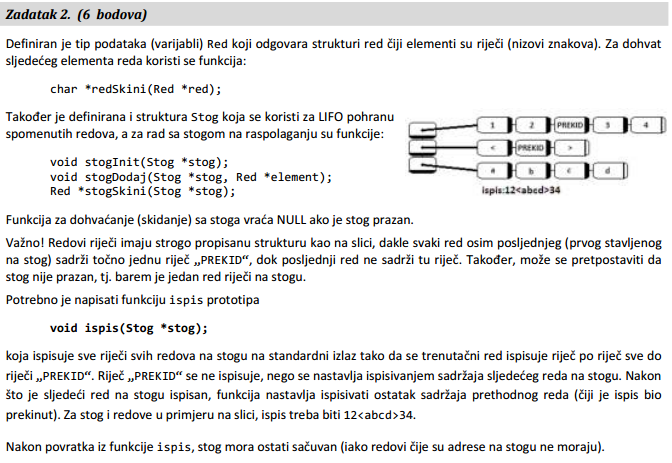 Zadatak 2. (6 bodova)
Definiran je tip podataka (varijabli) Red koji odgovara strukturi red čiji elementi su riječi (nizovi znakova). Za dohvat
sljedećeg elementa reda koristi se funkcija:
char *redSkini(Red *red);
Također je definirana i struktura Stog koja se koristi za LIFO pohranu
spomenutih redova, a za rad sa stogom na raspolaganju su funkcije:
void stogInit(Stog *stog);
void stogDodaj(Stog *stog, Red *element);
Red *stogSkini(Stog *stog);
1 2 PREKID 3 4
< PREKID >
a b c d
ispis:12<abcd>34
Funkcija za dohvaćanje (skidanje) sa stoga vraća NULL ako je stog prazan.
Važno! Redovi riječi imaju strogo propisanu strukturu kao na slici, dakle svaki red osim posljednjeg (prvog stavljenog
na stog) sadrži točno jednu riječ „PREKID“, dok posljednji red ne sadrži tu riječ. Također, može se pretpostaviti da
stog nije prazan, tj. barem je jedan red riječi na stogu.
Potrebno je napisati funkciju ispis prototipa
void ispis(Stog *stog);
koja ispisuje sve riječi svih redova na stogu na standardni izlaz tako da se trenutačni red ispisuje riječ po riječ sve do
riječi „PREKID“. Riječ „PREKID“ se ne ispisuje, nego se nastavlja ispisivanjem sadržaja sljedećeg reda na stogu. Nakon
što je sljedeći red na stogu ispisan, funkcija nastavlja ispisivati ostatak sadržaja prethodnog reda (čiji je ispis bio
prekinut). Za stog i redove u primjeru na slici, ispis treba biti 12<abcd>34.
Nakon povratka iz funkcije ispis, stog mora ostati sačuvan (iako redovi čije su adrese na stogu ne moraju).